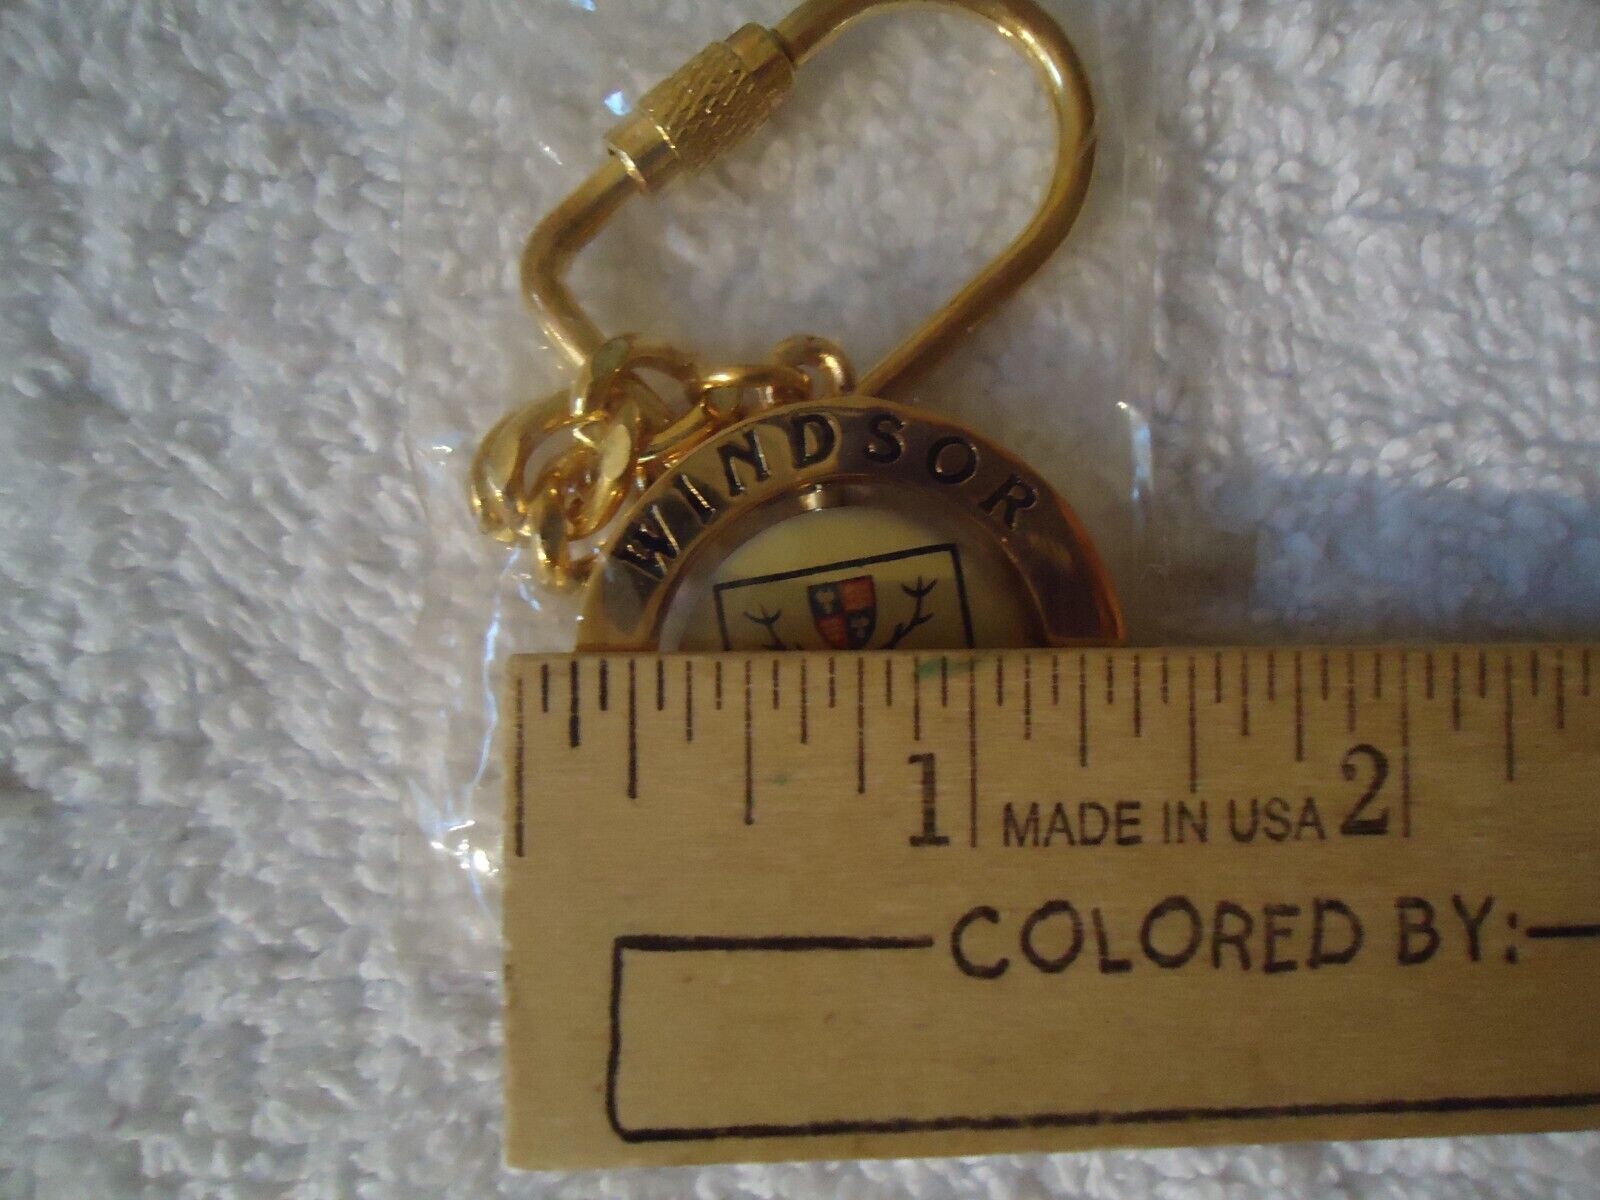 WINDSOR
1 MADE IN USA 2
COLORED BY: